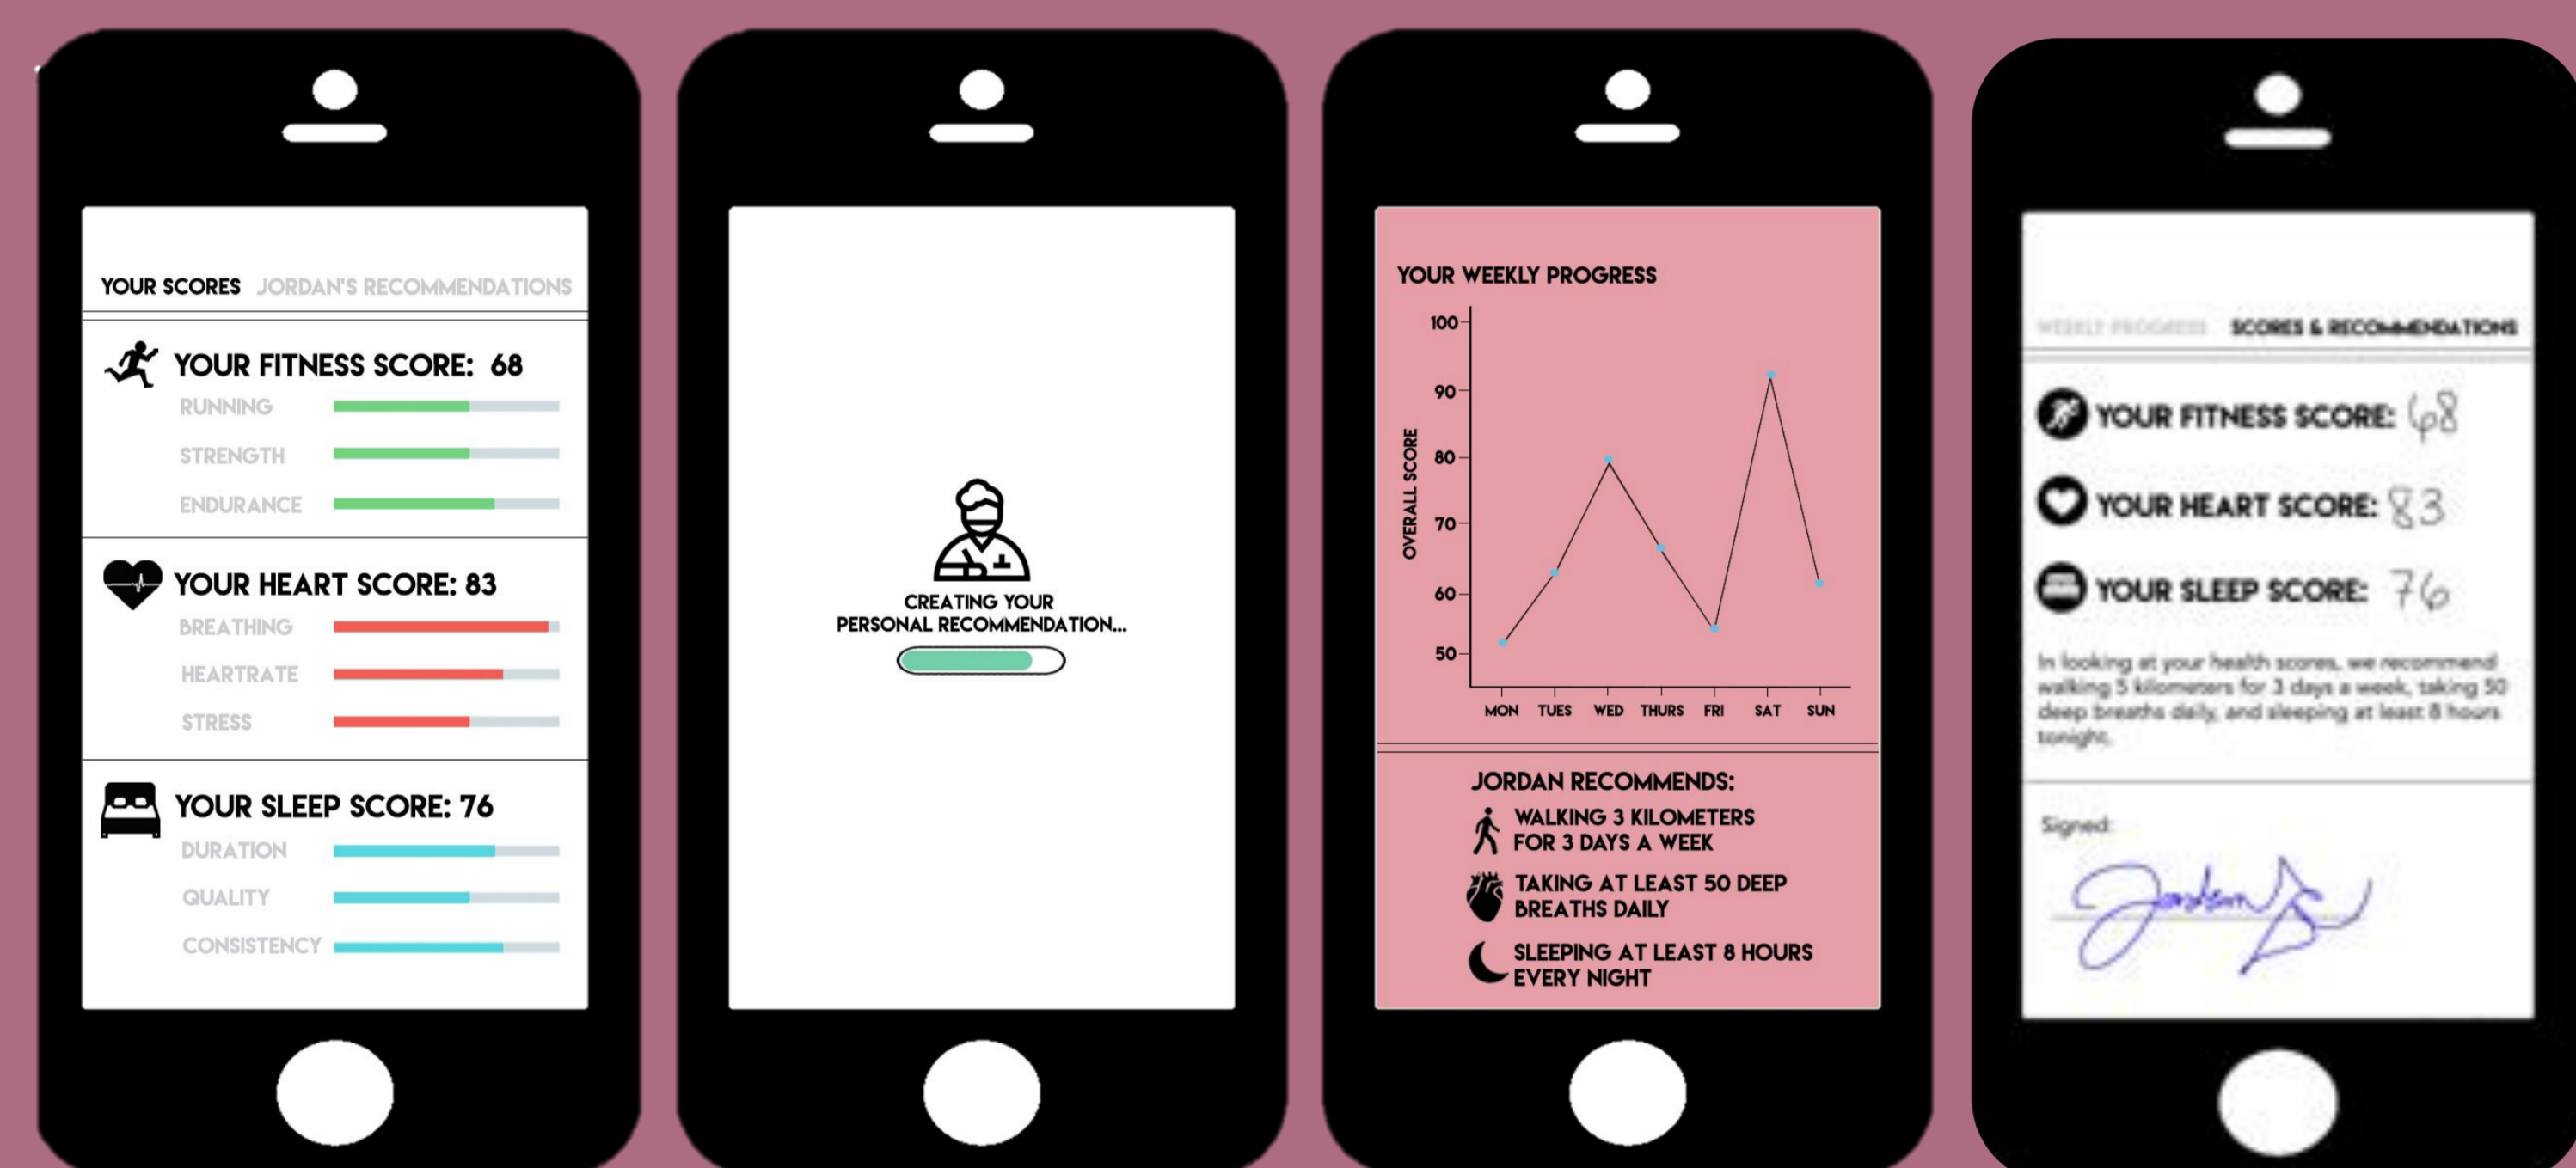 YOUR SCORES JORDAN'S RECOMMENDATIONS
YOUR FITNESS SCORE: 68
RUNNING
STRENGTH
ENDURANCE
YOUR HEART SCORE: 83
BREATHING
HEARTRATE
STRESS
YOUR SLEEP SCORE: 76
DURATION
QUALITY
CONSISTENCY
CREATING YOUR
PERSONAL RECOMMENDATION...
YOUR WEEKLY PROGRESS
OVERALL SCORE
100
90
80
70
60
50
MON TUES WED THURS FRI SAT SUN
JORDAN RECOMMENDS:
WALKING 3 KILOMETERS
FOR 3 DAYS A WEEK
TAKING AT LEAST 50 DEEP
BREATHS DAILY
SLEEPING AT LEAST 8 HOURS
EVERY NIGHT
WEEKLY PROGRESS SCORES & RECOMMENDATIONS
YOUR FITNESS SCORE: 68
YOUR HEART SCORE: 83
YOUR SLEEP SCORE: 76
In looking at your health scores, we recommend
walking kilometers for 3 days a week, taking 50
deep breaths daily, and sleeping at least 8 hours
tonight.
Signed:
Jordan